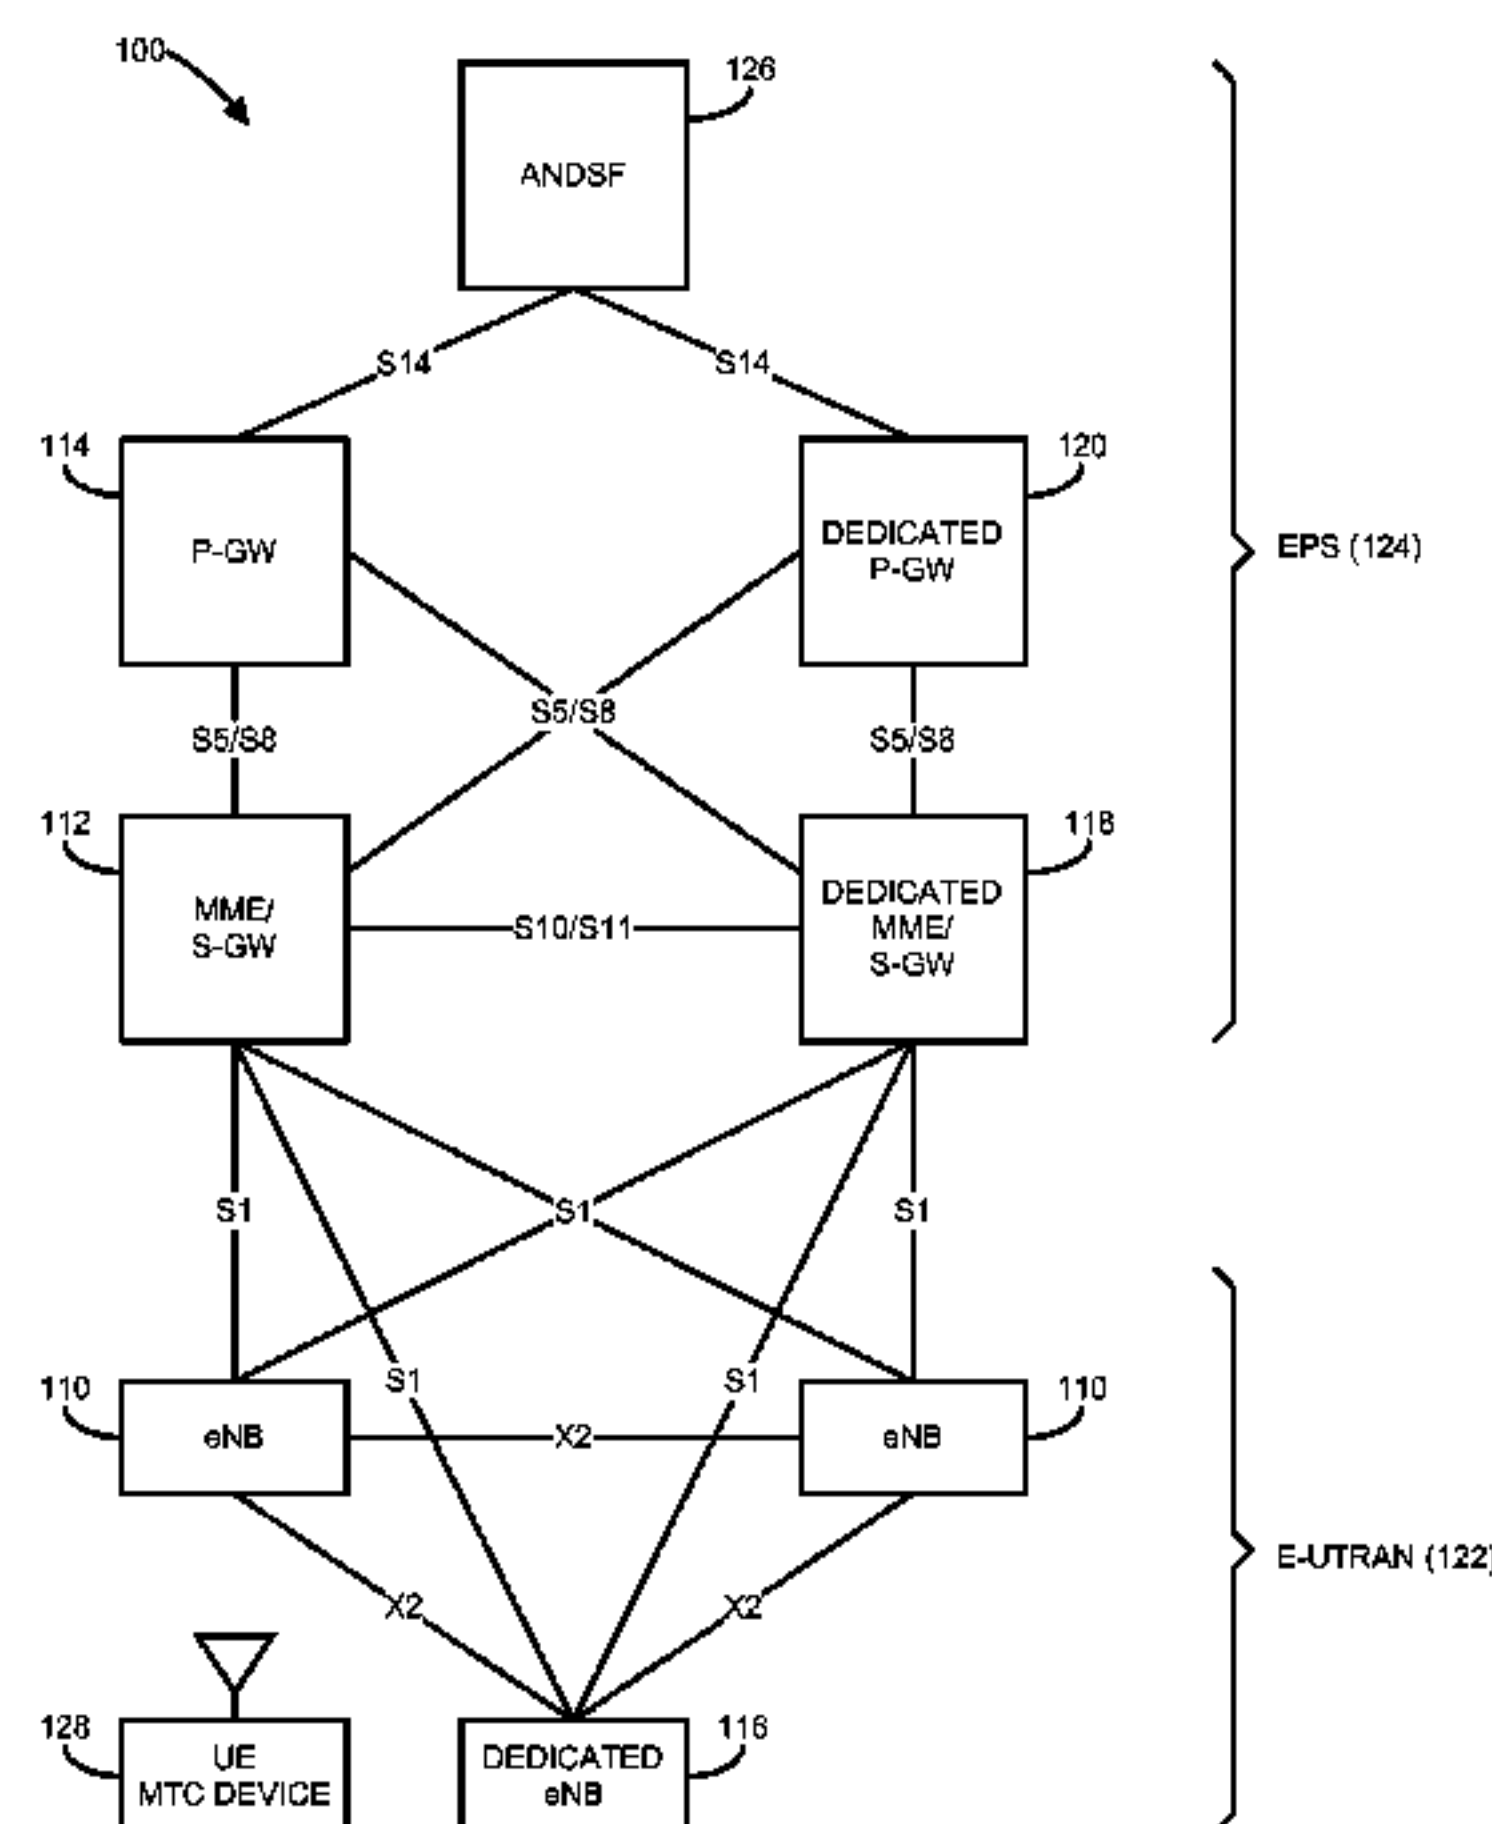 100
126
ANDSF
S14
S14
114
120
P-GW
DEDICATED
P-GW
EPS (124)
S5/S8
S5/S8
S5/S8
112
118
MME/
S-GW
S10/S11
DEDICATED
MME/
S-GW
S1
S1
S1
S1
S1
110
110
eNB
X2
eNB
E-UTRAN (122)
X2
X2
128
116
UE
MTC DEVICE
DEDICATED
eNB